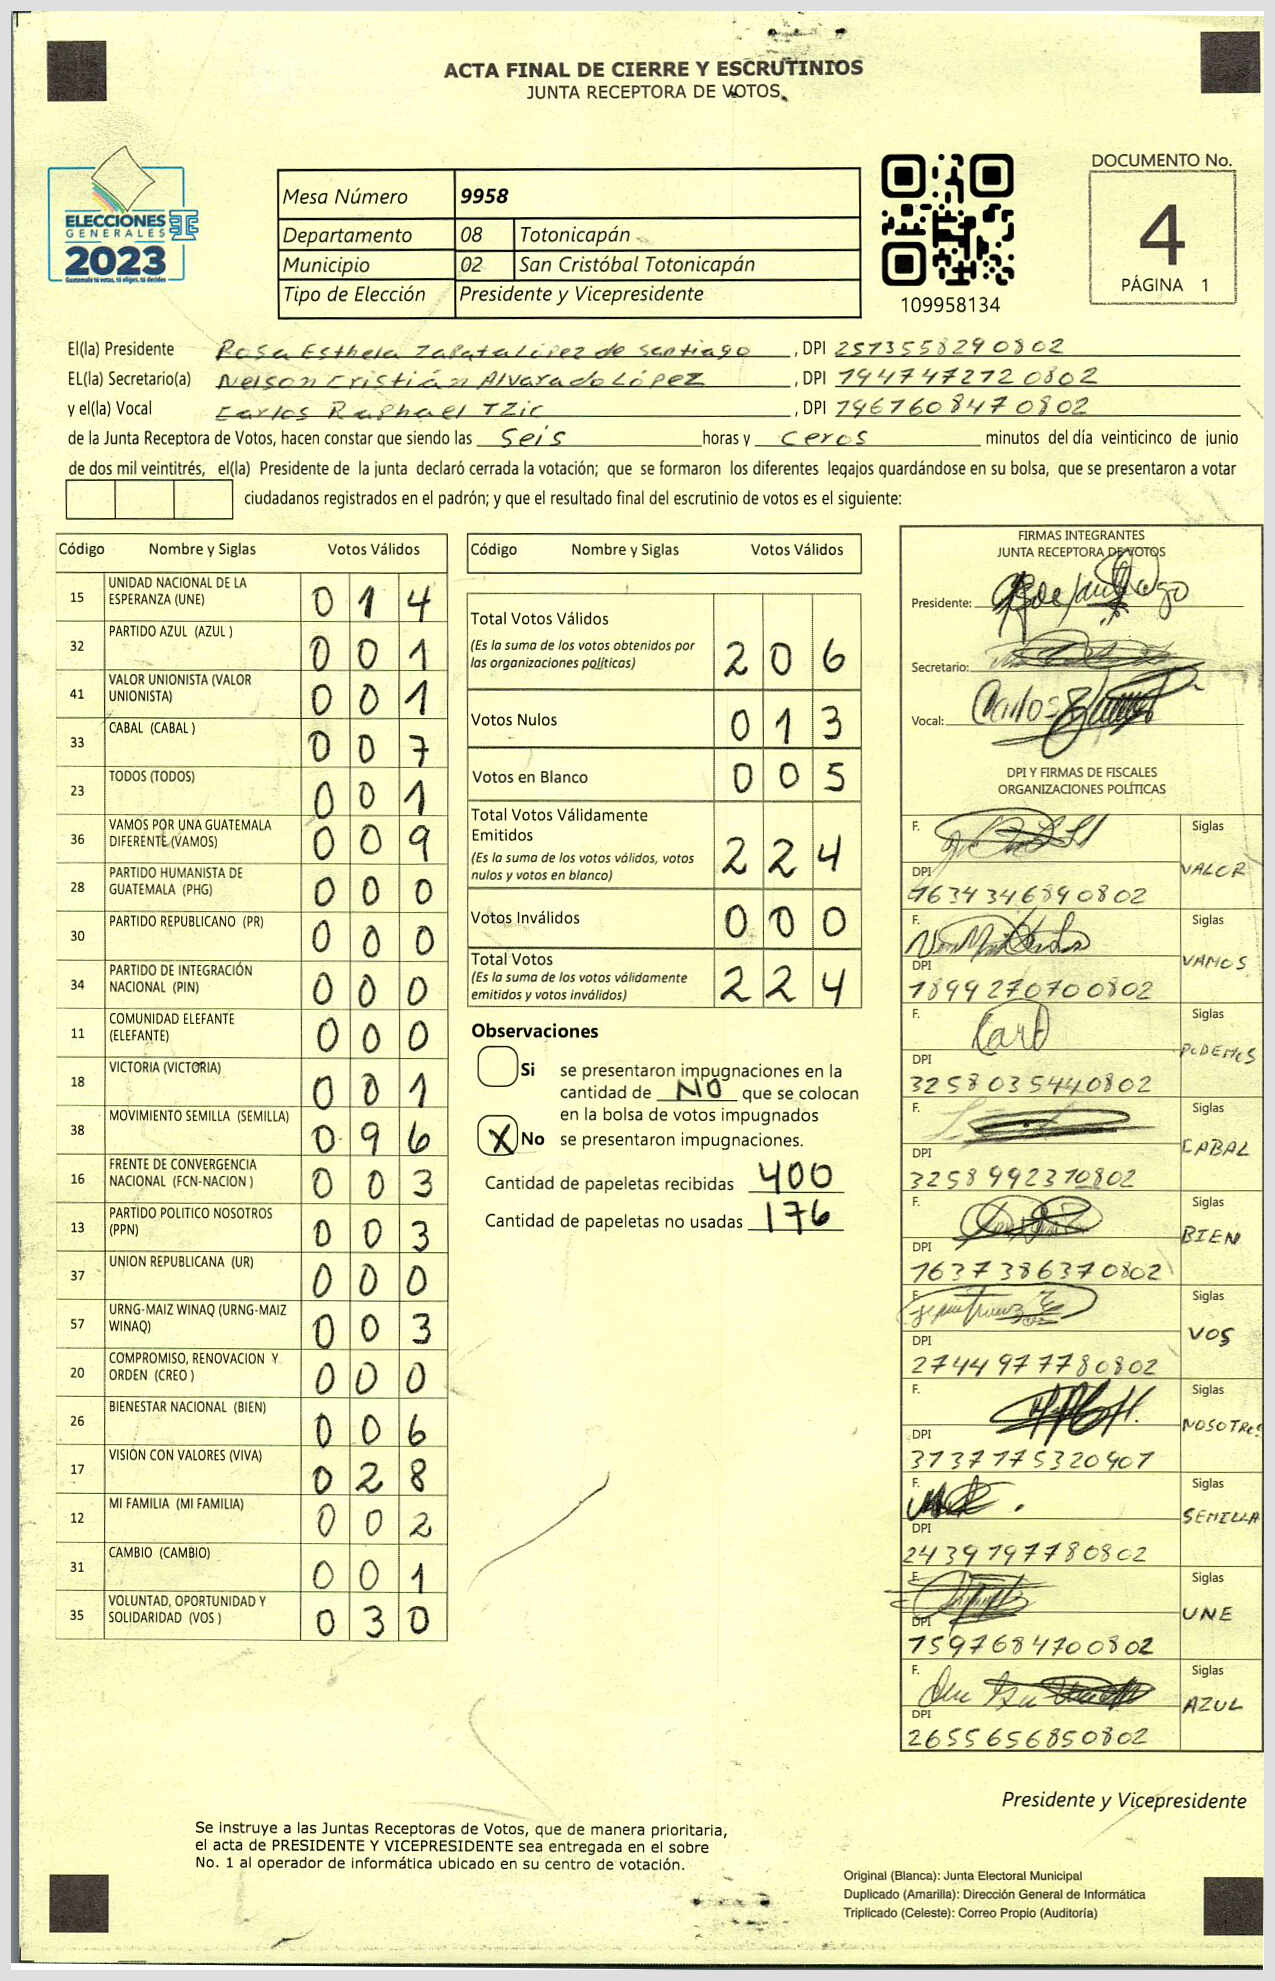 ACTA FINAL DE CIERRE Y ESCRUTINIOS
JUNTA RECEPTORA DE VOTOS
ELECCIONES
GENERALES
2023
Guatemala tú votas, tú eliges, tú decides
Mesa Número 9958
Departamento 08 Totonicapán
Municipio 02 San Cristóbal Totonicapán
Tipo de Elección Presidente y Vicepresidente
109958134
DOCUMENTO No.
4
PÁGINA 1
El(la) Presidente Rosa Esthela Zapata López de Santiago, DPI 2573558290802
EL(la) Secretario(a) Nelson Cristián Alvarado López, DPI 1947472720802
y el(la) Vocal Carlos Raphael Tzic, DPI 1967608470802
de la Junta Receptora de Votos, hacen constar que siendo las Seis horas y Ceros minutos del día veinticinco de junio
de dos mil veintitrés, el(la) Presidente de la junta declaró cerrada la votación; que se formaron los diferentes legajos guardándose en su bolsa, que se presentaron a votar
ciudadanos registrados en el padrón; y que el resultado final del escrutinio de votos es el siguiente:
Código Nombre y Siglas Votos Válidos
15 UNIDAD NACIONAL DE LA ESPERANZA (UNE) 0 1 4
32 PARTIDO AZUL (AZUL ) 0 0 1
41 VALOR UNIONISTA (VALOR UNIONISTA) 0 0 1
33 CABAL (CABAL ) 0 0 7
23 TODOS (TODOS) 0 0 1
36 VAMOS POR UNA GUATEMALA DIFERENTE (VAMOS) 0 0 9
28 PARTIDO HUMANISTA DE GUATEMALA (PHG) 0 0 0
30 PARTIDO REPUBLICANO (PR) 0 0 0
34 PARTIDO DE INTEGRACIÓN NACIONAL (PIN) 0 0 0
11 COMUNIDAD ELEFANTE (ELEFANTE) 0 0 0
18 VICTORIA (VICTORIA) 0 0 1
38 MOVIMIENTO SEMILLA (SEMILLA) 0 9 6
16 FRENTE DE CONVERGENCIA NACIONAL (FCN-NACION ) 0 0 3
13 PARTIDO POLITICO NOSOTROS (PPN) 0 0 3
37 UNION REPUBLICANA (UR) 0 0 0
57 URNG-MAIZ WINAQ (URNG-MAIZ WINAQ) 0 0 3
20 COMPROMISO, RENOVACION Y ORDEN (CREO ) 0 0 0
26 BIENESTAR NACIONAL (BIEN) 0 0 6
17 VISIÓN CON VALORES (VIVA) 0 2 8
12 MI FAMILIA (MI FAMILIA) 0 0 2
31 CAMBIO (CAMBIO) 0 0 1
35 VOLUNTAD, OPORTUNIDAD Y SOLIDARIDAD (VOS ) 0 3 0
Código Nombre y Siglas Votos Válidos
Total Votos Válidos
(Es la suma de los votos obtenidos por las organizaciones políticas) 2 0 6
Votos Nulos 0 1 3
Votos en Blanco 0 0 5
Total Votos Válidamente Emitidos
(Es la suma de los votos válidos, votos nulos y votos en blanco) 2 2 4
Votos Inválidos 0 0 0
Total Votos
(Es la suma de los votos válidamente emitidos y votos inválidos) 2 2 4
Observaciones
Si se presentaron impugnaciones en la
cantidad de NO que se colocan
en la bolsa de votos impugnados
X No se presentaron impugnaciones.
Cantidad de papeletas recibidas 400
Cantidad de papeletas no usadas 176
FIRMAS INTEGRANTES
JUNTA RECEPTORA DE VOTOS
Presidente:
Secretario:
Vocal: Carlos
DPI Y FIRMAS DE FISCALES
ORGANIZACIONES POLÍTICAS
F. Siglas
DPI VALOR
1634346890802
F. Siglas
DPI VAMOS
1899270700802
F. Siglas
DPI PODEMOS
3258035440802
F. Siglas
DPI CABAL
3258992370802
F. Siglas
DPI BIEN
1637386370802
F. Siglas
DPI VOS
2744977780802
F. Siglas
DPI NOSOTROS
3737775320901
F. Siglas
DPI SEMILLA
2439797780802
F. Siglas
DPI UNE
1597684700802
F. Siglas
DPI AZUL
2655656850802
Presidente y Vicepresidente
Se instruye a las Juntas Receptoras de Votos, que de manera prioritaria,
el acta de PRESIDENTE Y VICEPRESIDENTE sea entregada en el sobre
No. 1 al operador de informática ubicado en su centro de votación.
Original (Blanca): Junta Electoral Municipal
Duplicado (Amarilla): Dirección General de Informática
Triplicado (Celeste): Correo Propio (Auditoría)